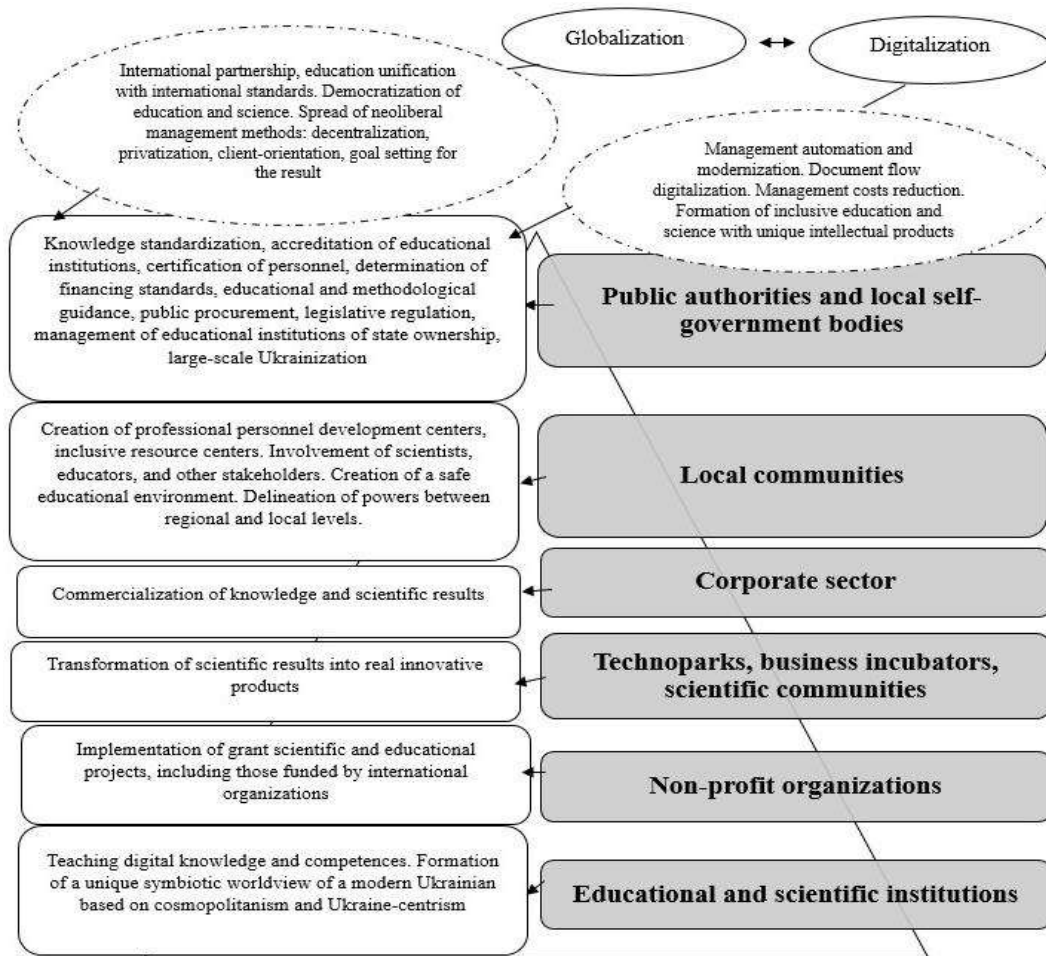 Globalization
Digitalization
International partnership, education unification
with international standards. Democratization of
education and science. Spread of neoliberal
management methods: decentralization,
privatization, client-orientation, goal setting for
the result
Management automation and
modernization. Document flow
digitalization. Management costs reduction.
Formation of inclusive education and
science with unique intellectual products
Knowledge standardization, accreditation of educational
institutions, certification of personnel, determination of
financing standards, educational and methodological
guidance, public procurement, legislative regulation,
management of educational institutions of state ownership,
large-scale Ukrainization
Public authorities and local self-
government bodies
Creation of professional personnel development centers,
inclusive resource centers. Involvement of scientists,
educators, and other stakeholders. Creation of a safe
educational environment. Delineation of powers between
regional and local levels.
Local communities
Commercialization of knowledge and scientific results
Corporate sector
Transformation of scientific results into real innovative
products
Technoparks, business incubators,
scientific communities
Implementation of grant scientific and educational
projects, including those funded by international
organizations
Non-profit organizations
Teaching digital knowledge and competences. Formation
of a unique symbiotic worldview of a modern Ukrainian
based on cosmopolitanism and Ukraine-centrism
Educational and scientific institutions